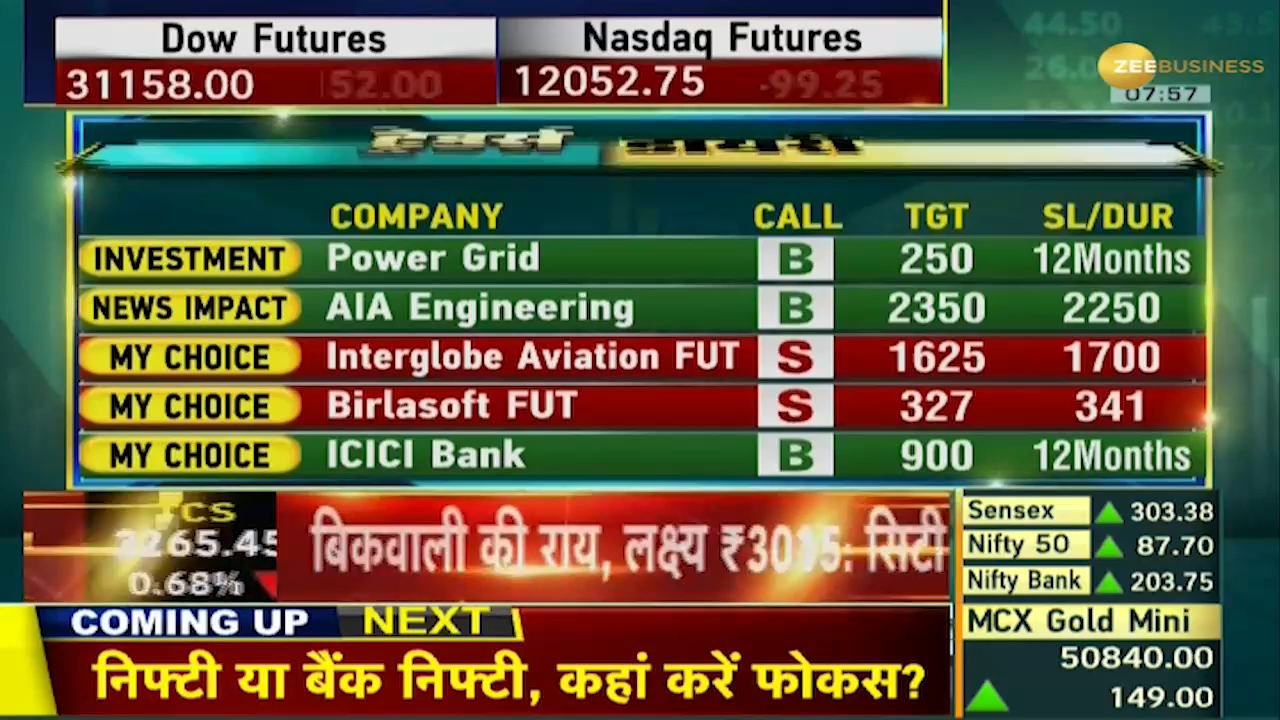 Dow Futures
Nasdaq Futures
31158.00
12052.75 -99.25
ZEEBUSINESS
07:57
COMPANY CALL TGT SL/DUR
INVESTMENT Power Grid B 250 12Months
NEWS IMPACT AIA Engineering B 2350 2250
MY CHOICE Interglobe Aviation FUT S 1625 1700
MY CHOICE Birlasoft FUT S 327 341
MY CHOICE ICICI Bank B 900 12Months
TCS
0.68%
बिकवाली की राय, लक्ष्य : सिटी
Sensex 303.38
Nifty 50 87.70
Nifty Bank 203.75
MCX Gold Mini
50840.00
149.00
COMING UP NEXT
निफ्टी या बैंक निफ्टी, कहां करें फोकस?